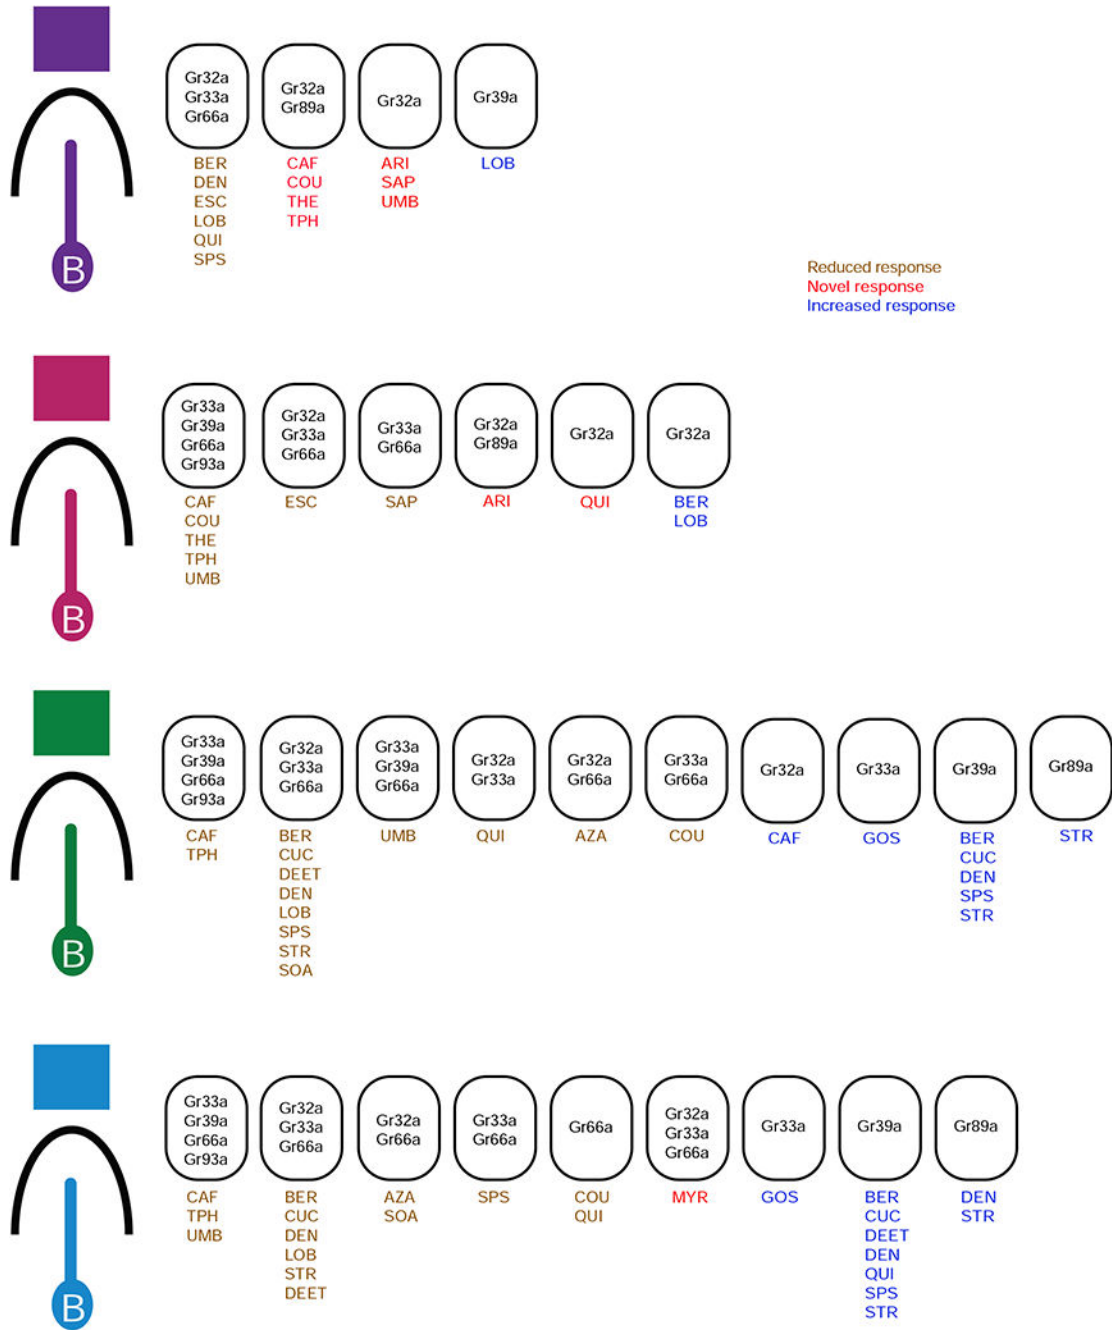 Gr32a
Gr33a
Gr66a
BER
DEN
ESC
LOB
QUI
SPS
Gr32a
Gr89a
CAF
COU
THE
TPH
Gr32a
ARI
SAP
UMB
Gr39a
LOB
B
Reduced response
Novel response
Increased response
Gr33a
Gr39a
Gr66a
Gr93a
CAF
COU
THE
TPH
UMB
Gr32a
Gr33a
Gr66a
ESC
Gr33a
Gr66a
SAP
Gr32a
Gr89a
ARI
Gr32a
QUI
Gr32a
BER
LOB
B
Gr33a
Gr39a
Gr66a
Gr93a
CAF
TPH
Gr32a
Gr33a
Gr66a
BER
CUC
DEET
DEN
LOB
SPS
STR
SOA
Gr33a
Gr39a
Gr66a
UMB
Gr32a
Gr33a
QUI
Gr32a
Gr66a
AZA
Gr33a
Gr66a
COU
Gr32a
CAF
Gr33a
GOS
Gr39a
BER
CUC
DEN
SPS
STR
Gr89a
STR
B
Gr33a
Gr39a
Gr66a
Gr93a
CAF
TPH
UMB
Gr32a
Gr33a
Gr66a
BER
CUC
DEN
LOB
STR
DEET
Gr32a
Gr66a
AZA
SOA
Gr33a
Gr66a
SPS
Gr66a
COU
QUI
Gr32a
Gr33a
Gr66a
MYR
Gr33a
GOS
Gr39a
BER
CUC
DEET
DEN
QUI
SPS
STR
Gr89a
DEN
STR
B